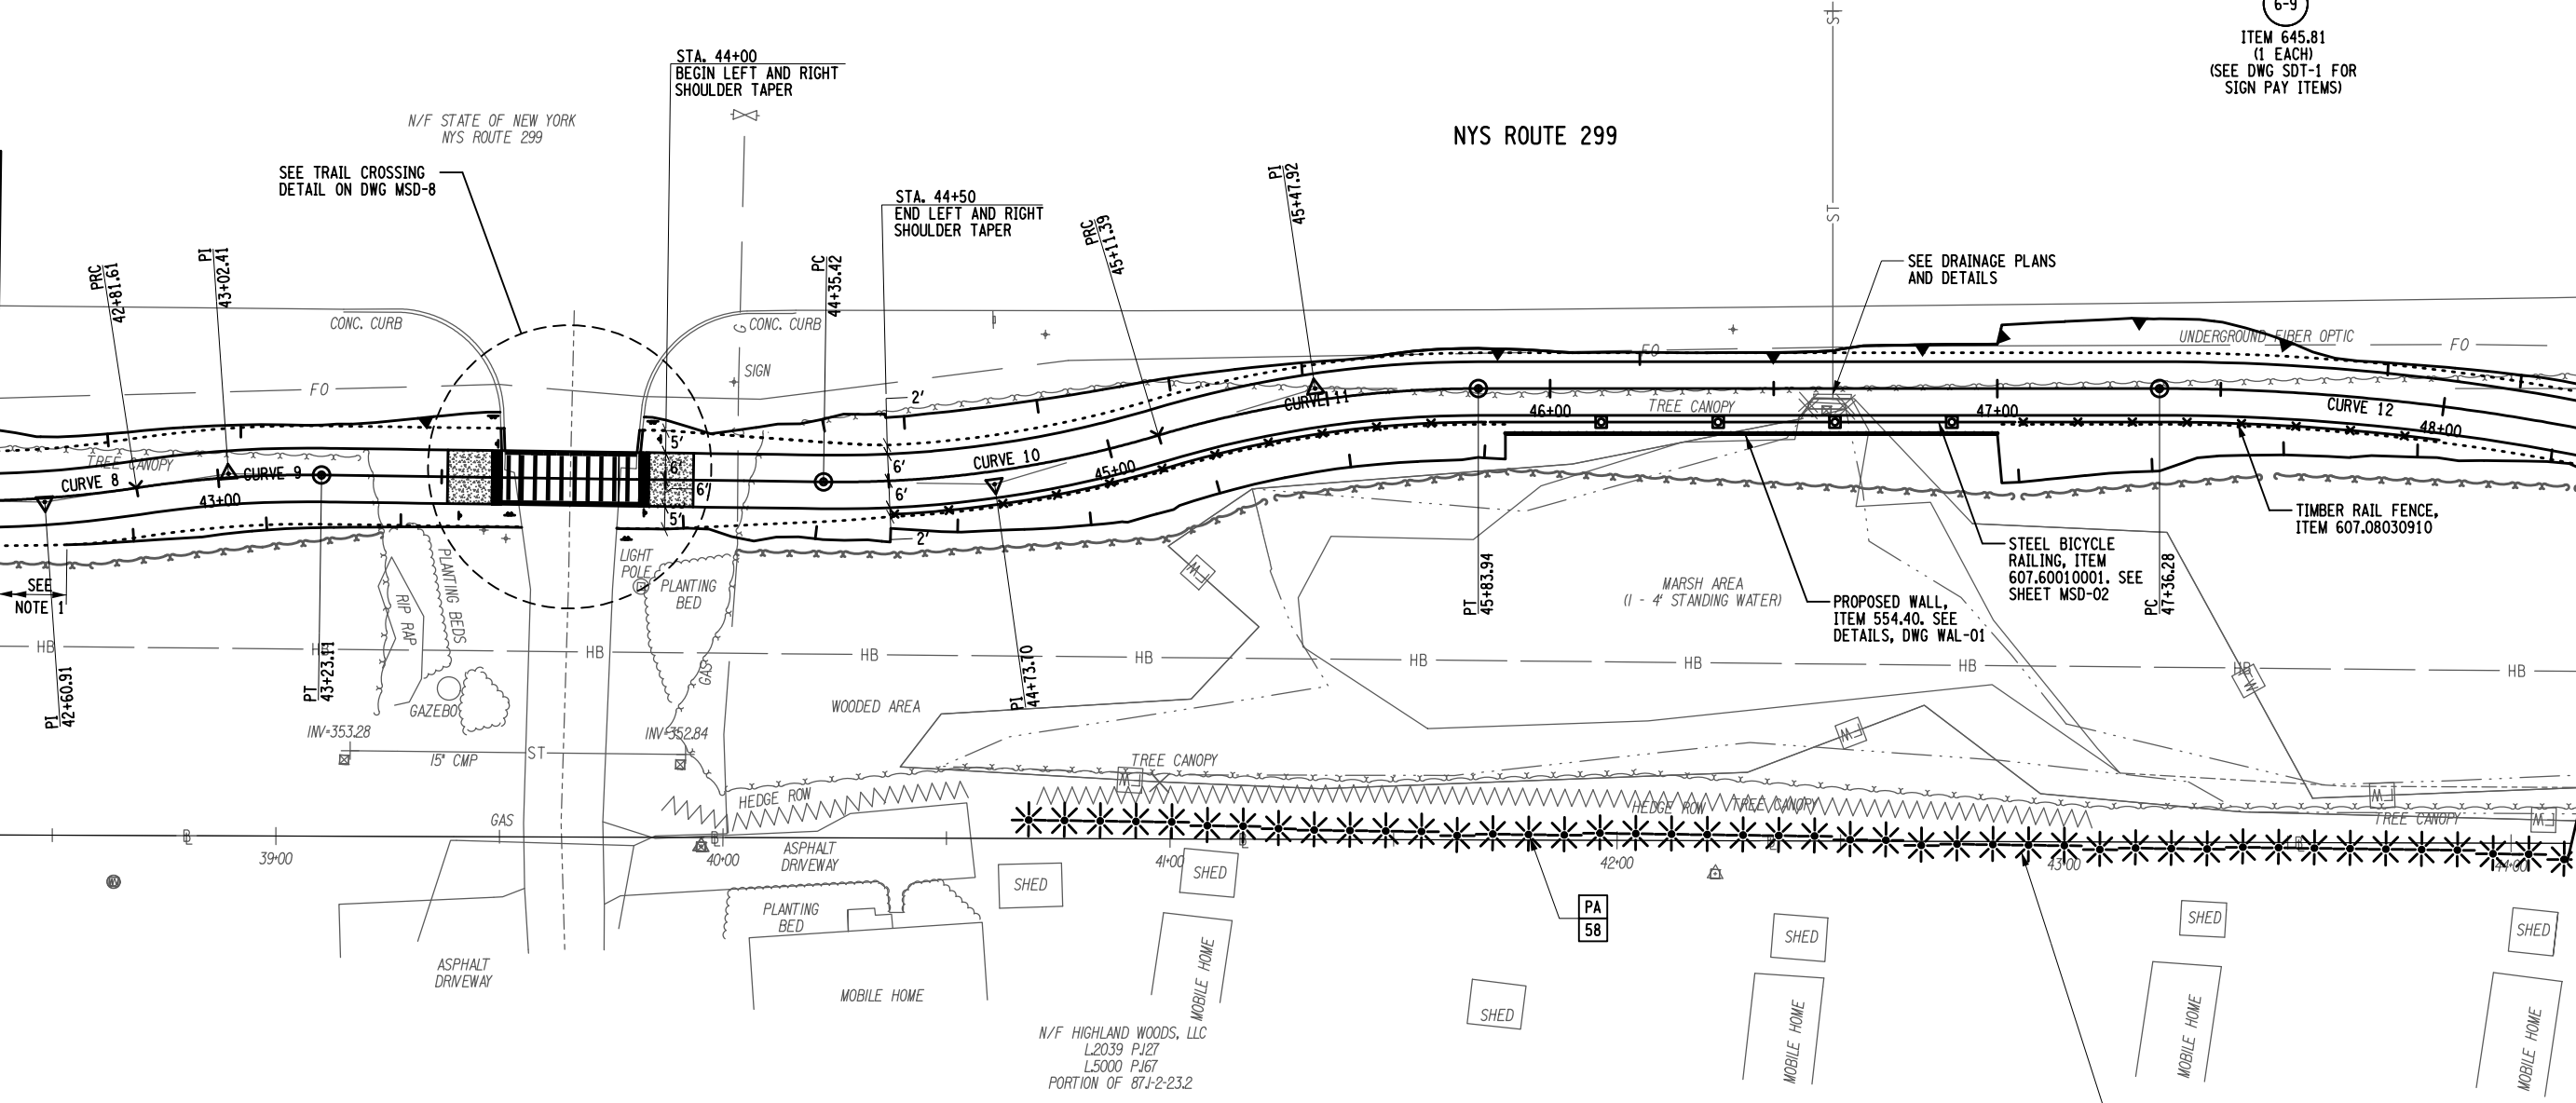 6-9
ITEM 645.81
(1 EACH)
(SEE DWG SDT-1 FOR
SIGN PAY ITEMS)
ST
STA. 44+00
BEGIN LEFT AND RIGHT
SHOULDER TAPER
N/F STATE OF NEW YORK
NYS ROUTE 299
NYS ROUTE 299
SEE TRAIL CROSSING
DETAIL ON DWG MSD-8
STA. 44+50
END LEFT AND RIGHT
SHOULDER TAPER
PRC
42+81.61
PI
43+02.41
PC
44+35.42
PRC
45+11.39
PI
45+47.92
ST
SEE DRAINAGE PLANS
AND DETAILS
CONC. CURB
G
CONC. CURB
UNDERGROUND FIBER OPTIC
FO
FO
FO
SIGN
2'
TREE CANOPY
CURVE 8
CURVE 9
43+00
5'
6'
6'
5'
6'
6'
2'
CURVE 10
45+00
CURVE 11
46+00
TREE CANOPY
47+00
CURVE 12
48+00
TIMBER RAIL FENCE,
ITEM 607.08030910
STEEL BICYCLE
RAILING, ITEM
607.60010001. SEE
SHEET MSD-02
PROPOSED WALL,
ITEM 554.40. SEE
DETAILS, DWG WAL-01
MARSH AREA
(1 - 4' STANDING WATER)
SEE
NOTE 1
RIP RAP
PLANTING BEDS
LIGHT
POLE
PLANTING
BED
PT
45+83.94
PC
47+36.28
HB
HB
HB
HB
HB
HB
HB
HB
HB
HB
PI
42+60.91
PT
43+23.11
PI
44+73.70
GAS
GAZEBO
WOODED AREA
INV=353.28
INV=352.84
15" CMP
ST
TREE CANOPY
HEDGE ROW
HEDGE ROW
TREE CANOPY
TREE CANOPY
GAS
39+00
40+00
41+00
42+00
43+00
44+00
ASPHALT
DRIVEWAY
SHED
SHED
PLANTING
BED
PA
58
SHED
SHED
SHED
ASPHALT
DRIVEWAY
MOBILE HOME
MOBILE HOME
SHED
MOBILE HOME
MOBILE HOME
MOBILE HOME
N/F HIGHLAND WOODS, LLC
L.2039 P.127
L.5000 P.167
PORTION OF 87.1-2-23.2